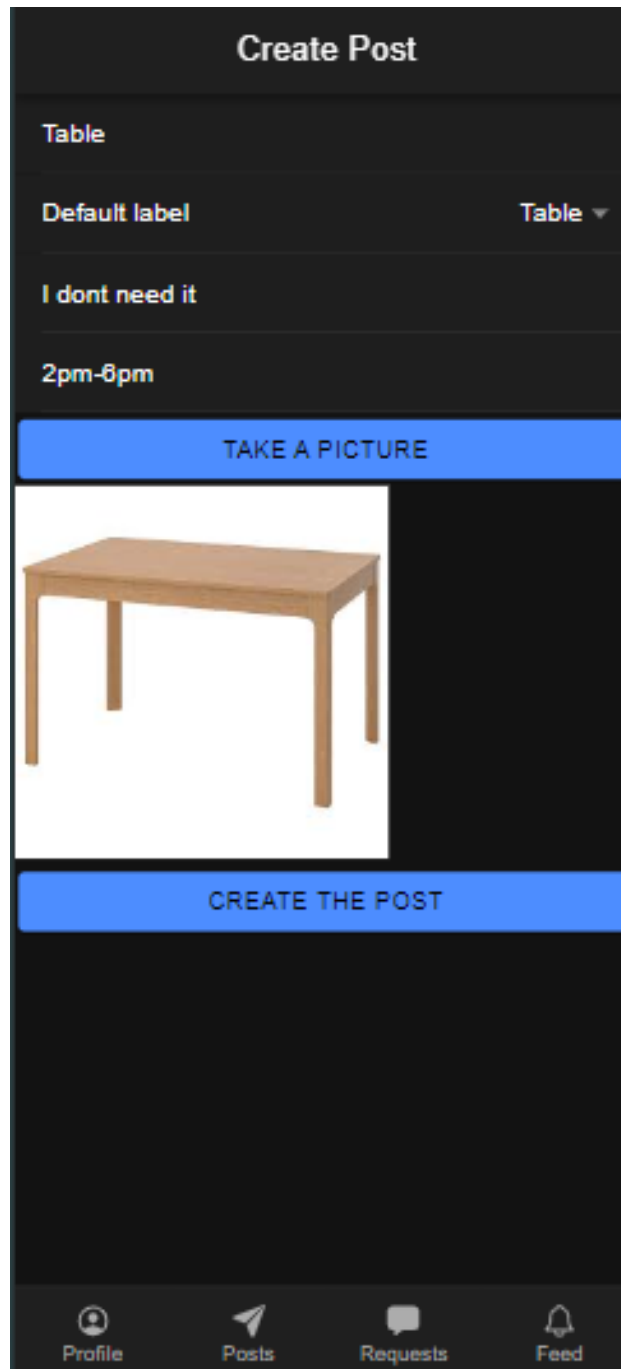 Create Post
Table
Default label Table
I dont need it
2pm-6pm
TAKE A PICTURE
CREATE THE POST
Profile Posts Requests Feed